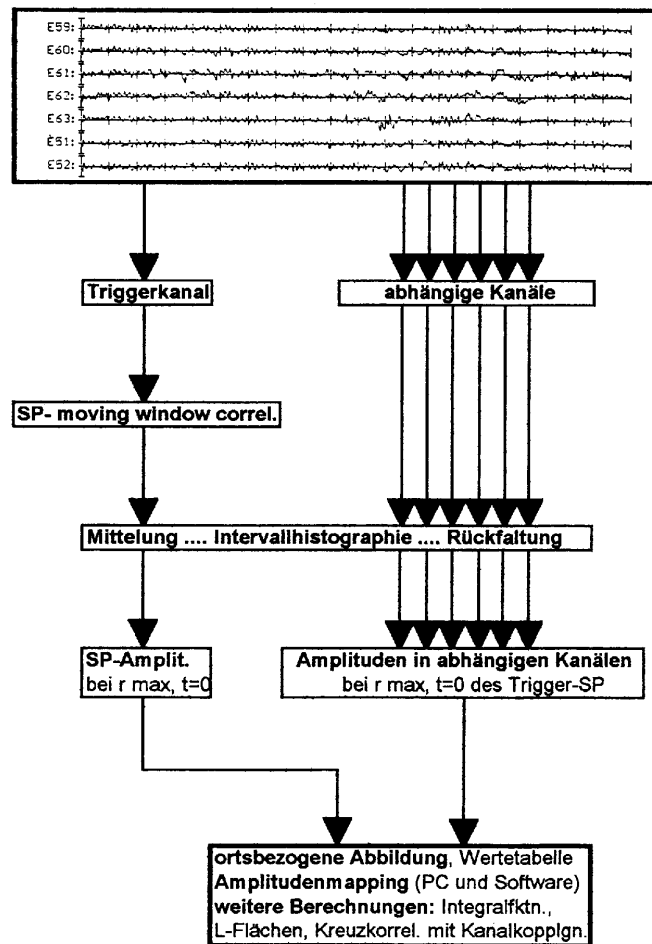 E59:
E60:
E61:
E62:
E63:
E51:
E52:
Triggerkanal
abhängige Kanäle
SP- moving window correl.
Mittelung .... Intervallhistographie .... Rückfaltung
SP-Amplit.
bei r max, t=0
Amplituden in abhängigen Kanälen
bei r max, t=0 des Trigger-SP
ortsbezogene Abbildung, Wertetabelle
Amplitudenmapping (PC und Software)
weitere Berechnungen: Integralfktn.,
L-Flächen, Kreuzkorrel. mit Kanalkopplgn.